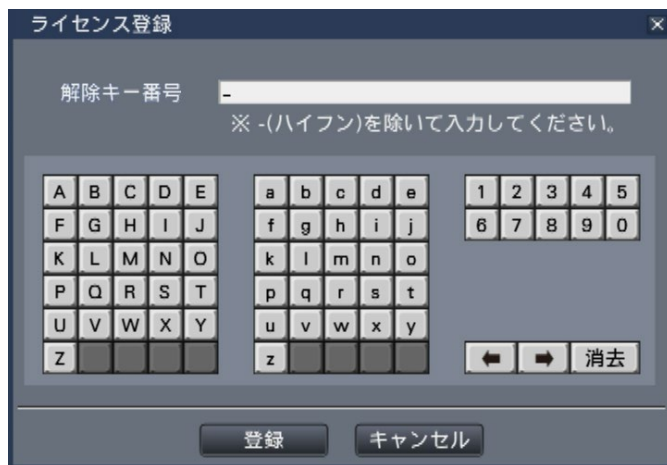 ライセンス登録 ×
解除キー番号 _
※ -(ハイフン)を除いて入力してください。
A B C D E a b c d e 1 2 3 4 5
F G H I J f g h i j 6 7 8 9 0
K L M N O k l m n o
P Q R S T p q r s t
U V W X Y u v w x y
Z z ← → 消去
登録 キャンセル